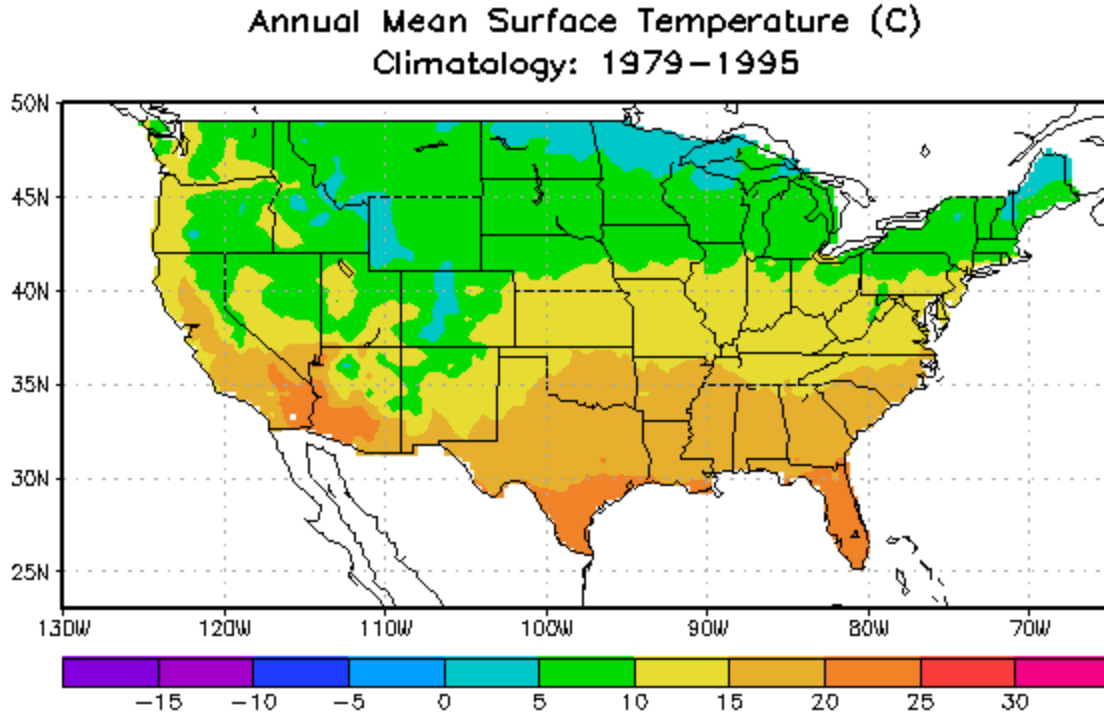 Annual Mean Surface Temperature (C)
Climatology: 1979-1995
50N
45N
40N
35N
30N
25N
130W 120W 110W 100W 90W 80W 70W
-15 -10 -5 0 5 10 15 20 25 30